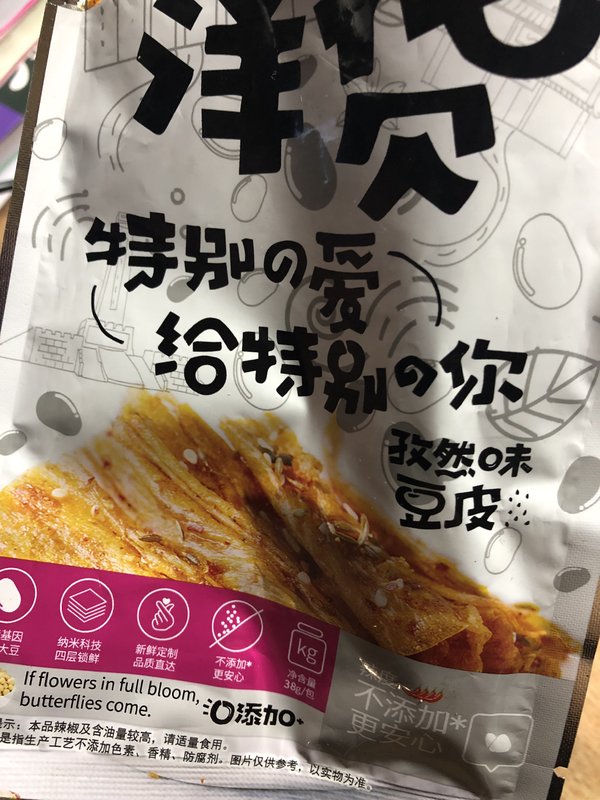 洋
特别の爱
给特别の你
孜然味
豆皮
基因
大豆
纳米科技
四层锁鲜
新鲜定制
品质直达
不添加*
更安心
kg
净含量
38g/包
If flowers in full bloom,
butterflies come.
添加
不添加*
更安心
示：本品辣椒及含油量较高，请适量食用。
是指生产工艺不添加色素、香精、防腐剂。图片仅供参考，以实物为准。